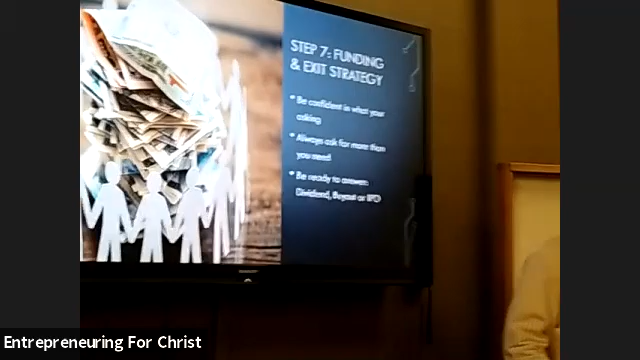 STEP 7: FUNDING
& EXIT STRATEGY
* Be confident in what your
asking
* Always ask for more than
you need
* Be ready to answer:
Dividend, Buyout or IPO
Entrepreneuring For Christ